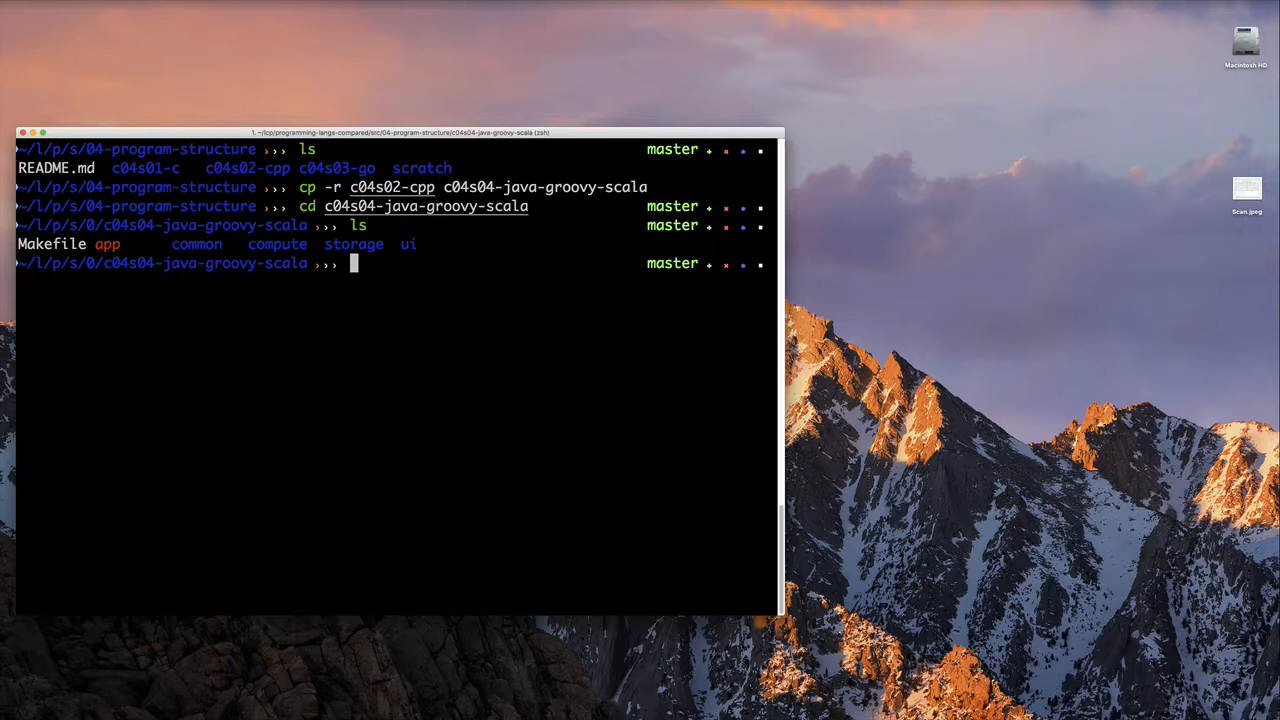 1. ~/lcp/programming-langs-compared/src/04-program-structure/c04s04-java-groovy-scala (zsh)
~/l/p/s/04-program-structure ››› ls master
README.md c04s01-c c04s02-cpp c04s03-go scratch
~/l/p/s/04-program-structure ››› cp -r c04s02-cpp c04s04-java-groovy-scala
~/l/p/s/04-program-structure ››› cd c04s04-java-groovy-scala master
~/l/p/s/0/c04s04-java-groovy-scala ››› ls master
Makefile app common compute storage ui
~/l/p/s/0/c04s04-java-groovy-scala ››› master
Macintosh HD
Scan.jpeg